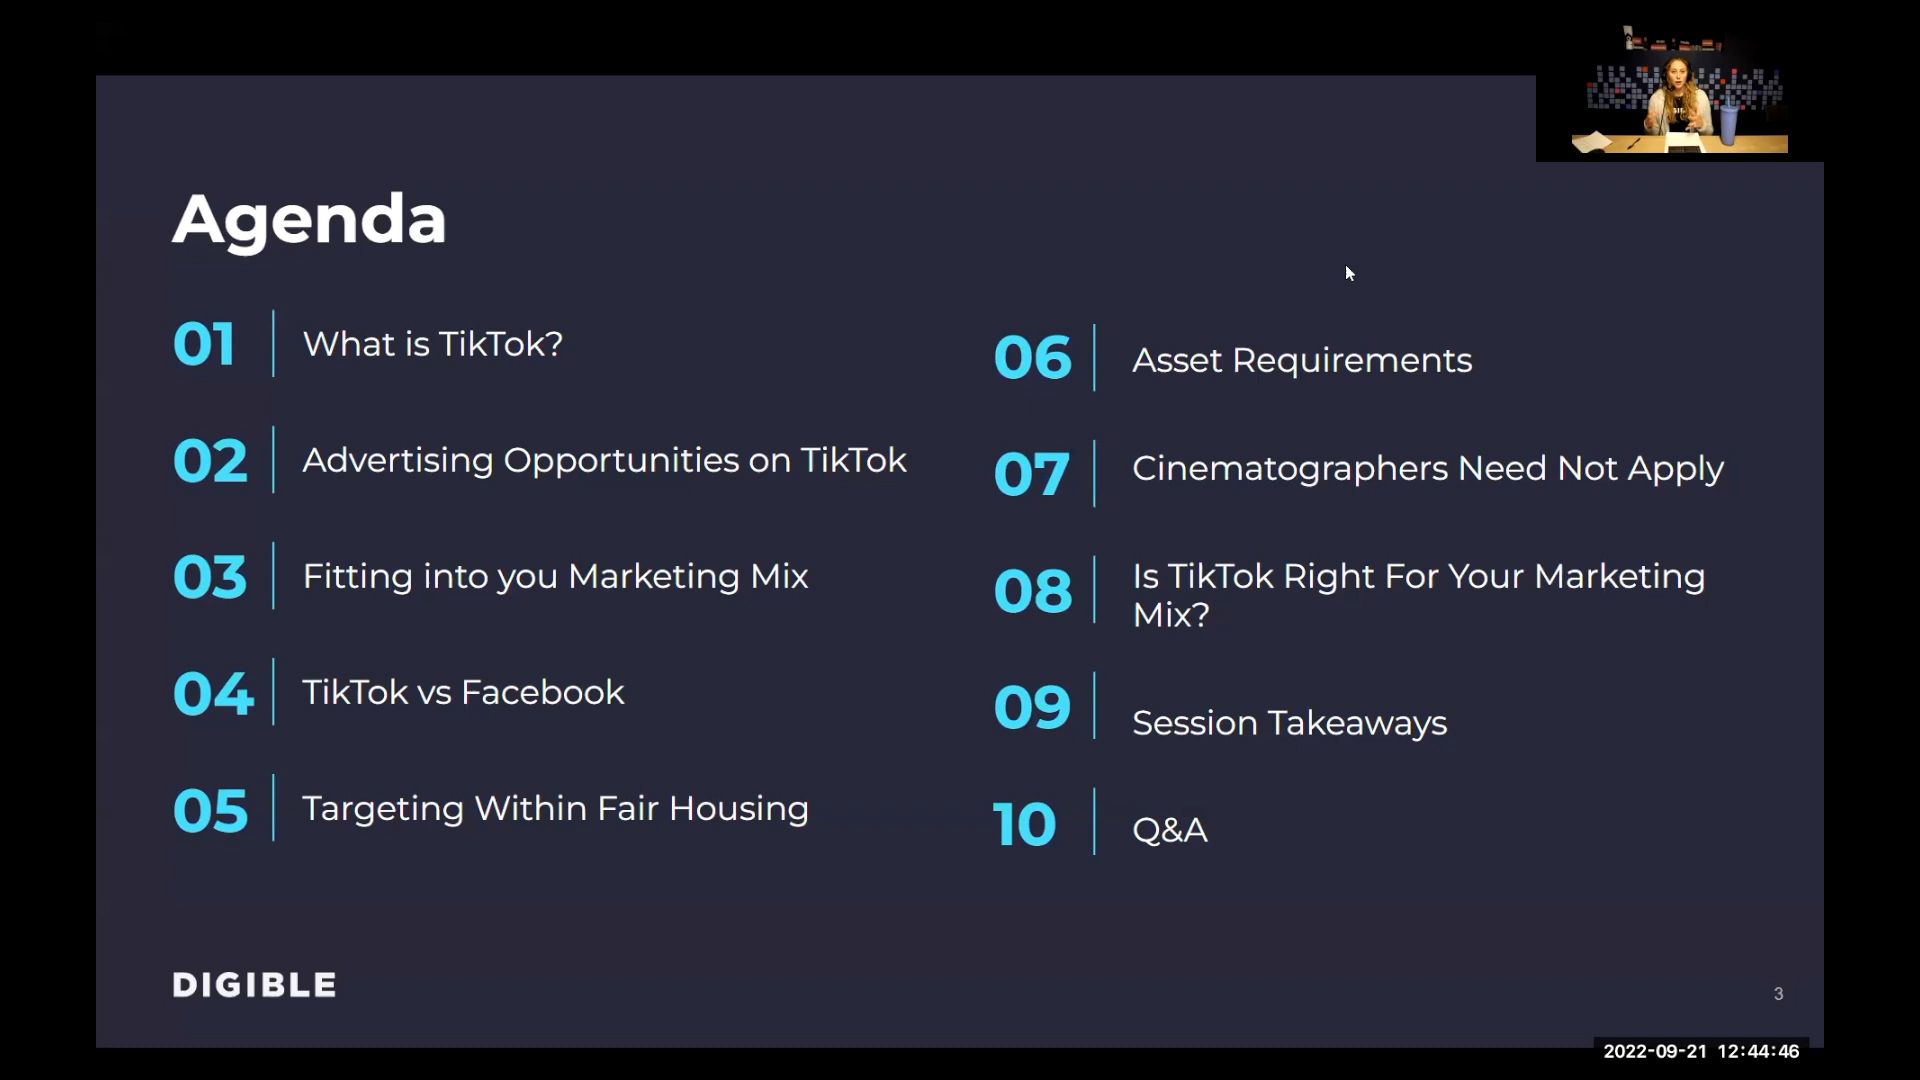 Agenda
01 What is TikTok?
02 Advertising Opportunities on TikTok
03 Fitting into you Marketing Mix
04 TikTok vs Facebook
05 Targeting Within Fair Housing
06 Asset Requirements
07 Cinematographers Need Not Apply
08 Is TikTok Right For Your Marketing
Mix?
09 Session Takeaways
10 Q&A
DIGIBLE
3
2022-09-21 12:44:46